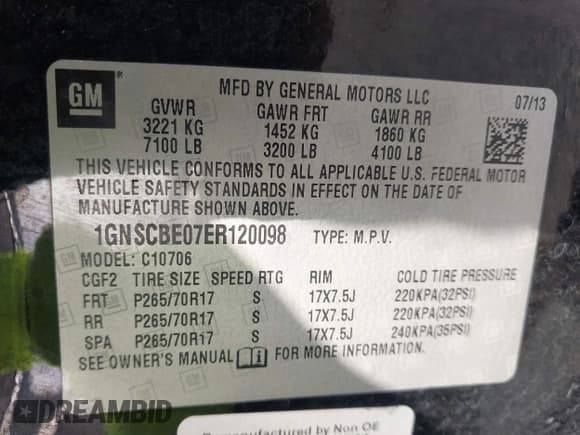 GM
MFD BY GENERAL MOTORS LLC
07/13
GVWR GAWR FRT GAWR RR
3221 KG 1452 KG 1860 KG
7100 LB 3200 LB 4100 LB
THIS VEHICLE CONFORMS TO ALL APPLICABLE U.S. FEDERAL MOTOR
VEHICLE SAFETY STANDARDS IN EFFECT ON THE DATE OF
MANUFACTURE SHOWN ABOVE.
1GNSCBE07ER120098 TYPE: M.P.V.
MODEL: C10706
CGF2 TIRE SIZE SPEED RTG RIM COLD TIRE PRESSURE
FRT P265/70R17 S 17X7.5J 220KPA(32PSI)
RR P265/70R17 S 17X7.5J 220KPA(32PSI)
SPA P265/70R17 S 17X7.5J 240KPA(35PSI)
SEE OWNER'S MANUAL FOR MORE INFORMATION.
DREAMBID
Remanufactured by Non OE